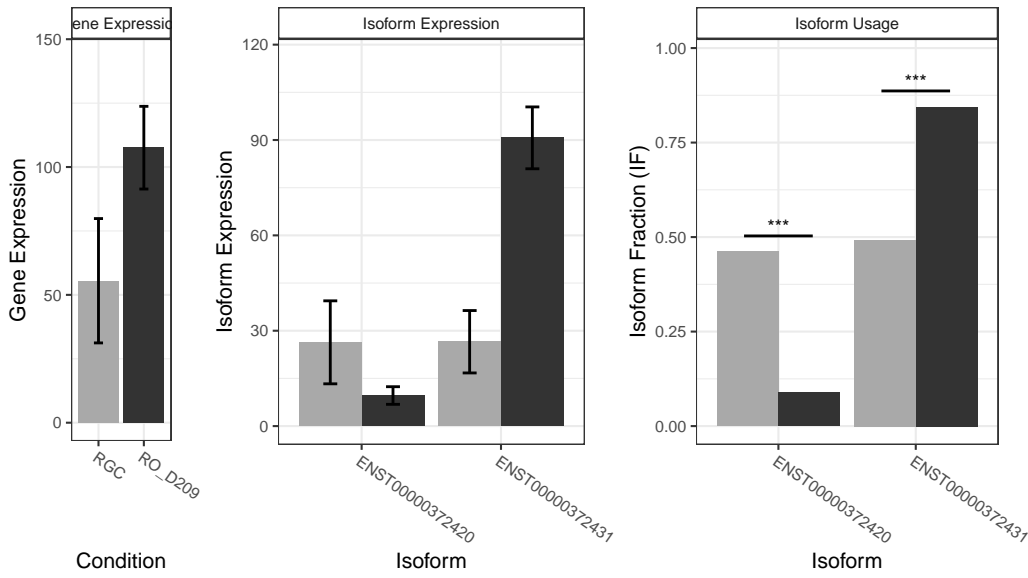 ene Expressio
Gene Expression
150
100
50
0
RGC
RO_D209
Condition
Isoform Expression
Isoform Expression
120
90
60
30
0
ENST00000372420
ENST00000372431
Isoform
Isoform Usage
Isoform Fraction (IF)
1.00
0.75
0.50
0.25
0.00
***
***
ENST00000372420
ENST00000372431
Isoform